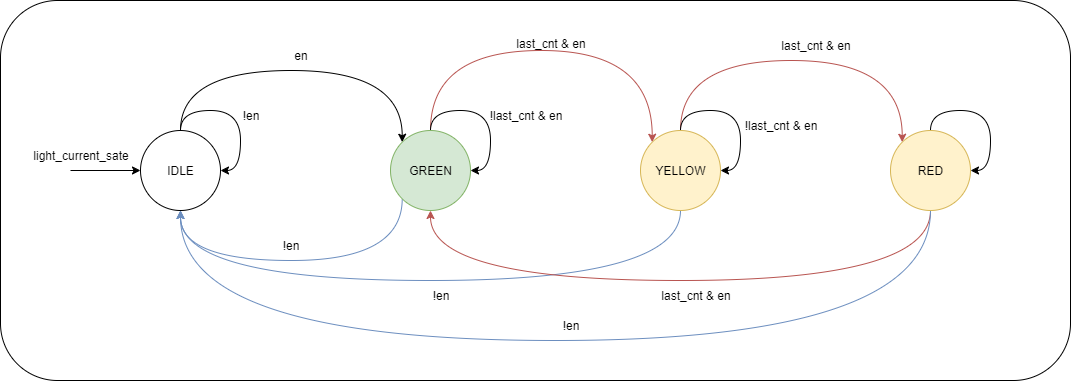 last_cnt & en
last_cnt & en
en
!en
!last_cnt & en
!last_cnt & en
light_current_sate
IDLE
GREEN
YELLOW
RED
!en
!en
last_cnt & en
!en